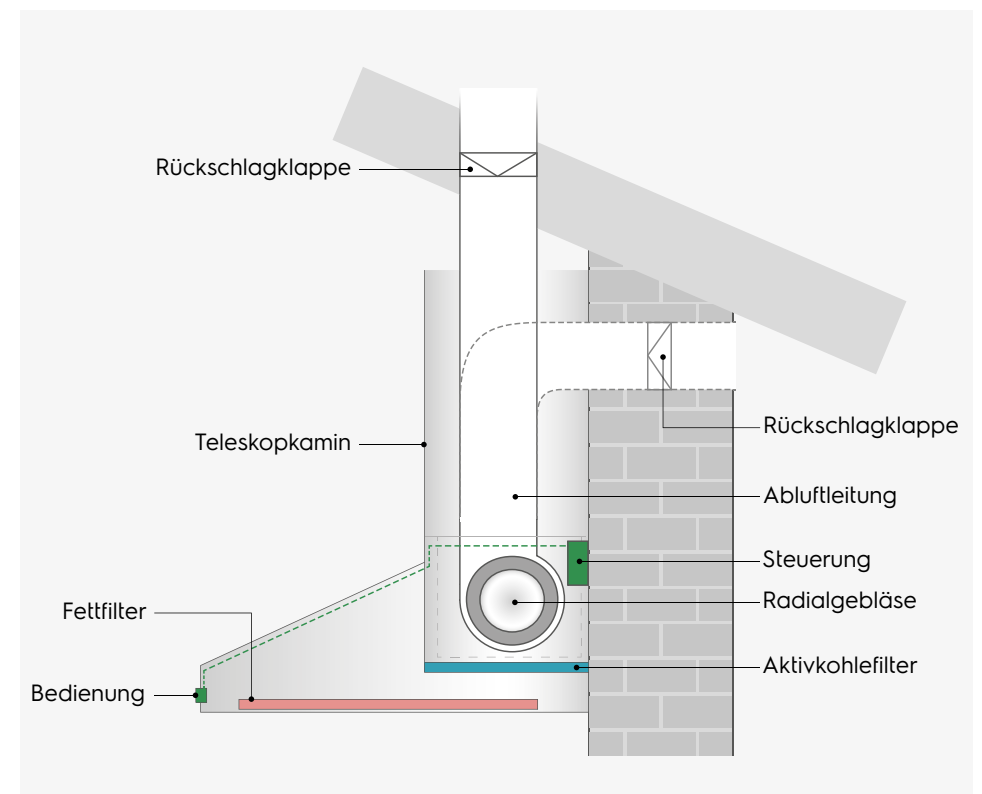 Rückschlagklappe
Rückschlagklappe
Teleskopkamin
Abluftleitung
Steuerung
Radialgebläse
Fettfilter
Aktivkohlefilter
Bedienung